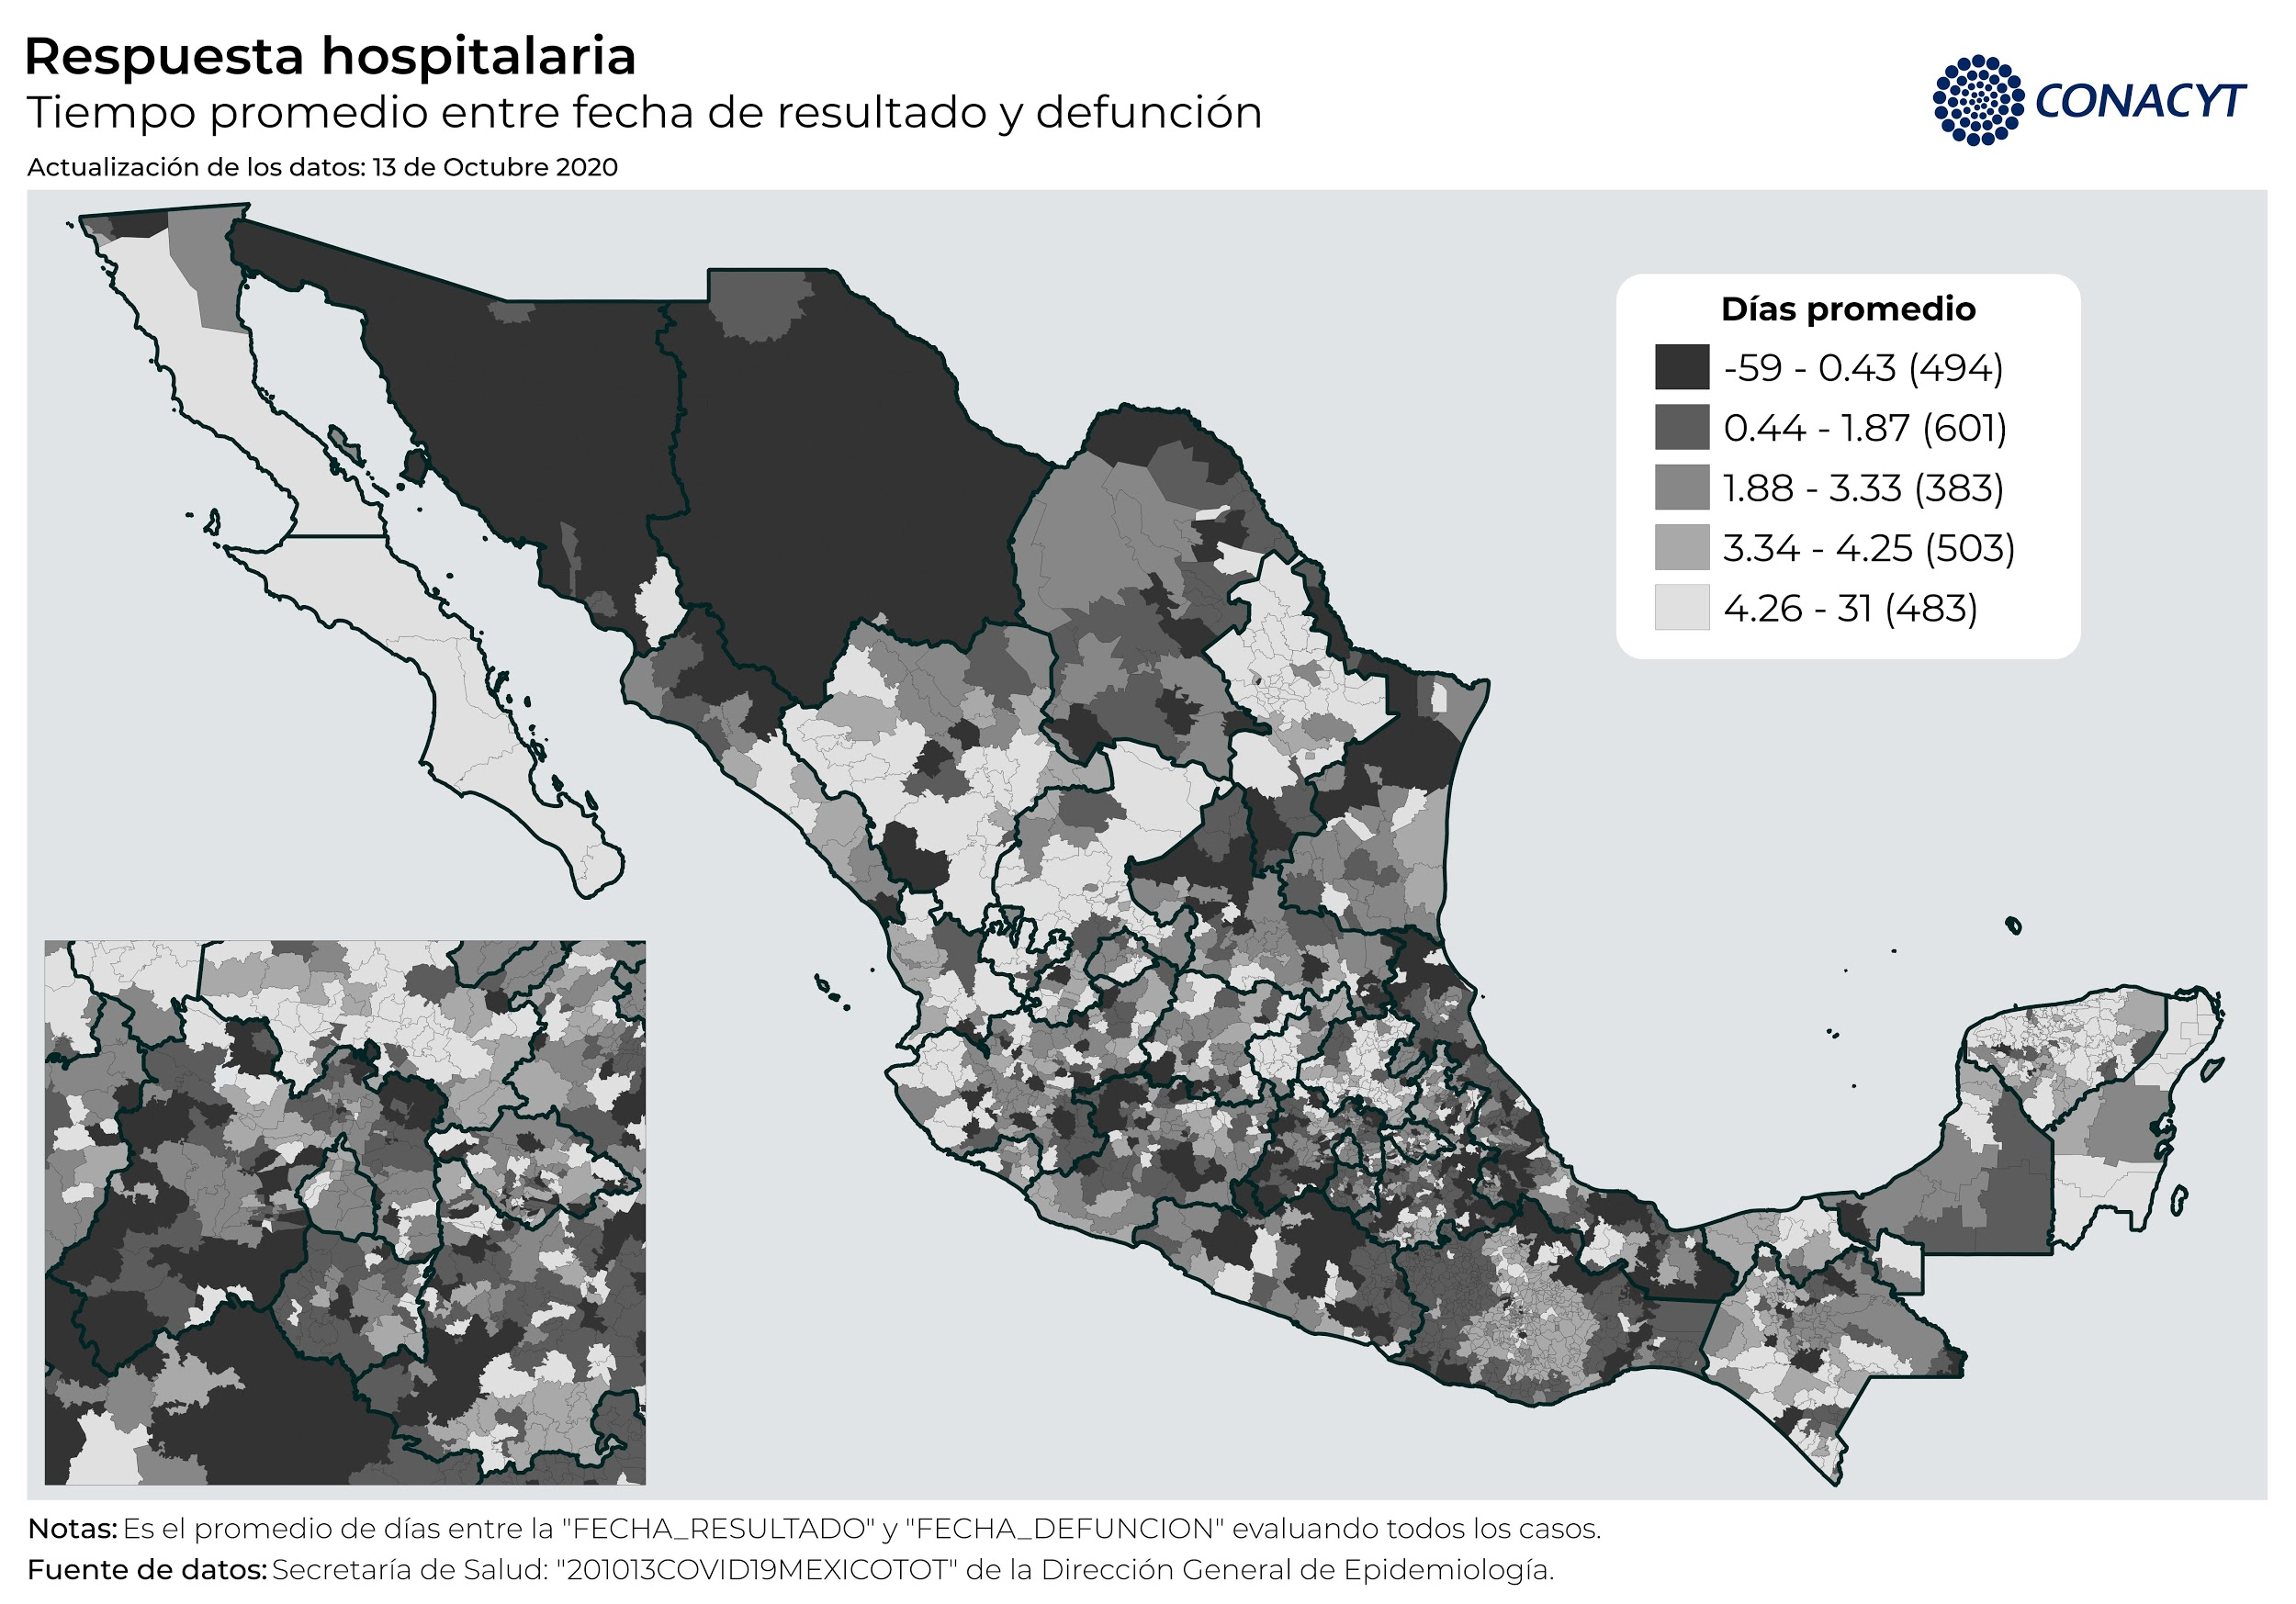 Respuesta hospitalaria
Tiempo promedio entre fecha de resultado y defunción
Actualización de los datos: 13 de Octubre 2020
CONACYT
Días promedio
-59 - 0.43 (494)
0.44 - 1.87 (601)
1.88 - 3.33 (383)
3.34 - 4.25 (503)
4.26 - 31 (483)
Notas: Es el promedio de días entre la "FECHA_RESULTADO" y "FECHA_DEFUNCION" evaluando todos los casos.
Fuente de datos: Secretaría de Salud: "201013COVID19MEXICOTOT" de la Dirección General de Epidemiología.